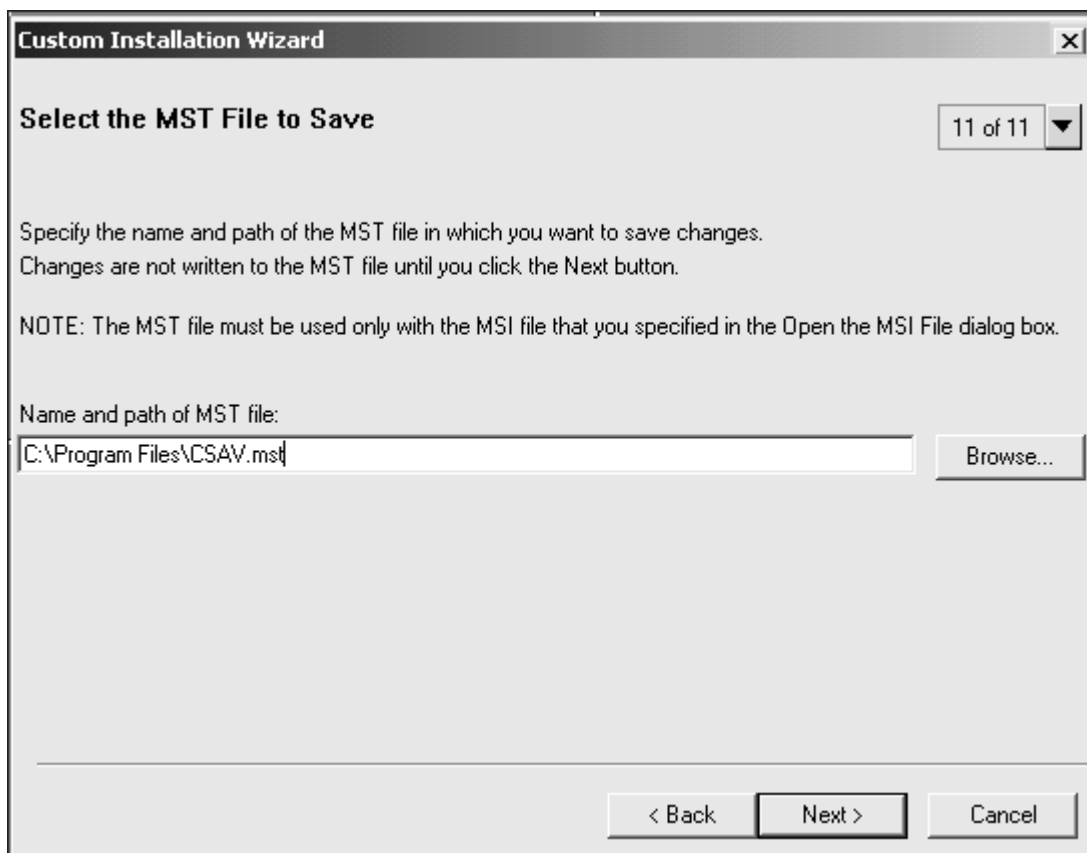 Custom Installation Wizard
Select the MST File to Save
11 of 11
Specify the name and path of the MST file in which you want to save changes.
Changes are not written to the MST file until you click the Next button.
NOTE: The MST file must be used only with the MSI file that you specified in the Open the MSI File dialog box.
Name and path of MST file:
C:\Program Files\CSAV.mst
Browse...
< Back
Next >
Cancel